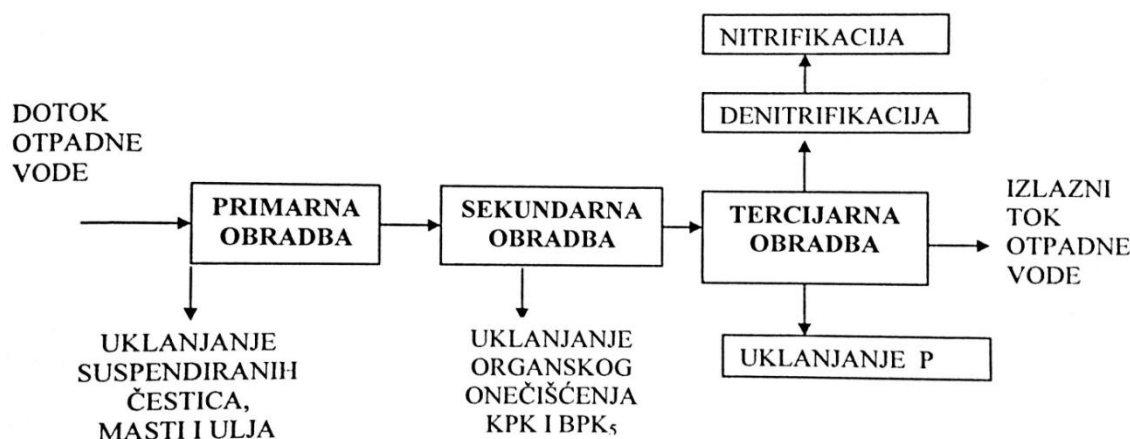 NITRIFIKACIJA
DENITRIFIKACIJA
DOTOK
OTPADNE
VODE
PRIMARNA
OBRADBA
SEKUNDARNA
OBRADBA
TERCIJARNA
OBRADBA
IZLAZNI
TOK
OTPADNE
VODE
UKLANJANJE
SUSPENDIRANIH
ČESTICA,
MASTI I ULJA
UKLANJANJE
ORGANSKOG
ONEČIŠĆENJA
KPK I BPK₅
UKLANJANJE P